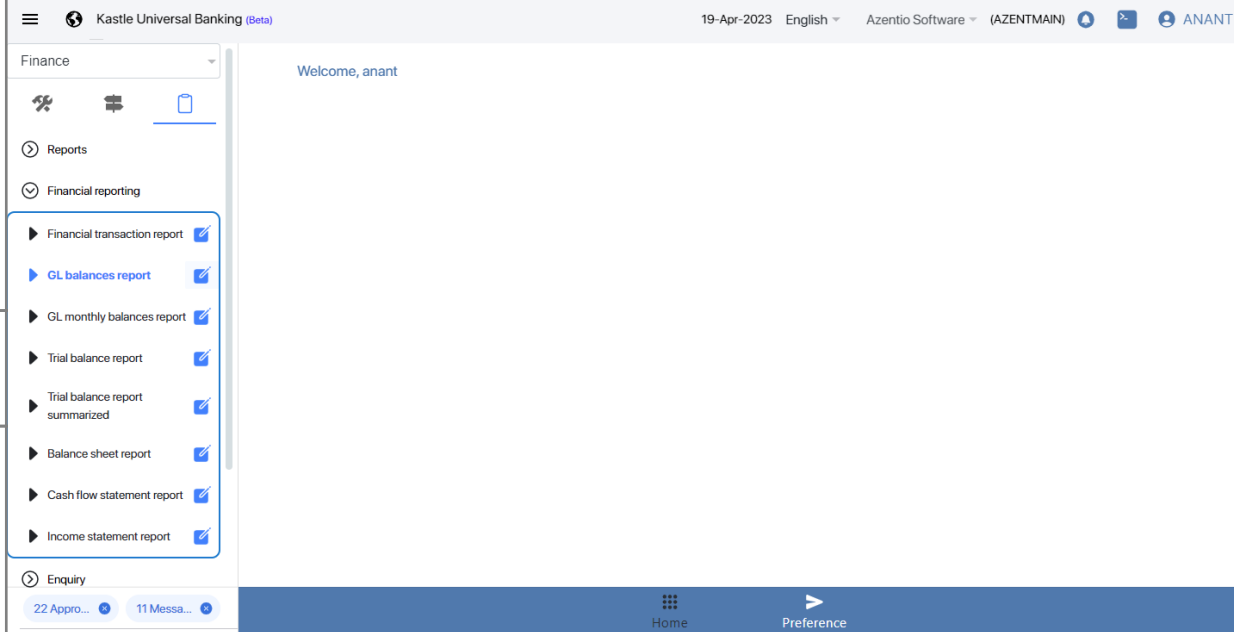 Kastle Universal Banking (Beta)
19-Apr-2023 English Azentio Software (AZENTMAIN) ANANT
Finance
Welcome, anant
Reports
Financial reporting
Financial transaction report
GL balances report
GL monthly balances report
Trial balance report
Trial balance report
summarized
Balance sheet report
Cash flow statement report
Income statement report
Enquiry
22 Appro... 11 Messa...
Home
Preference